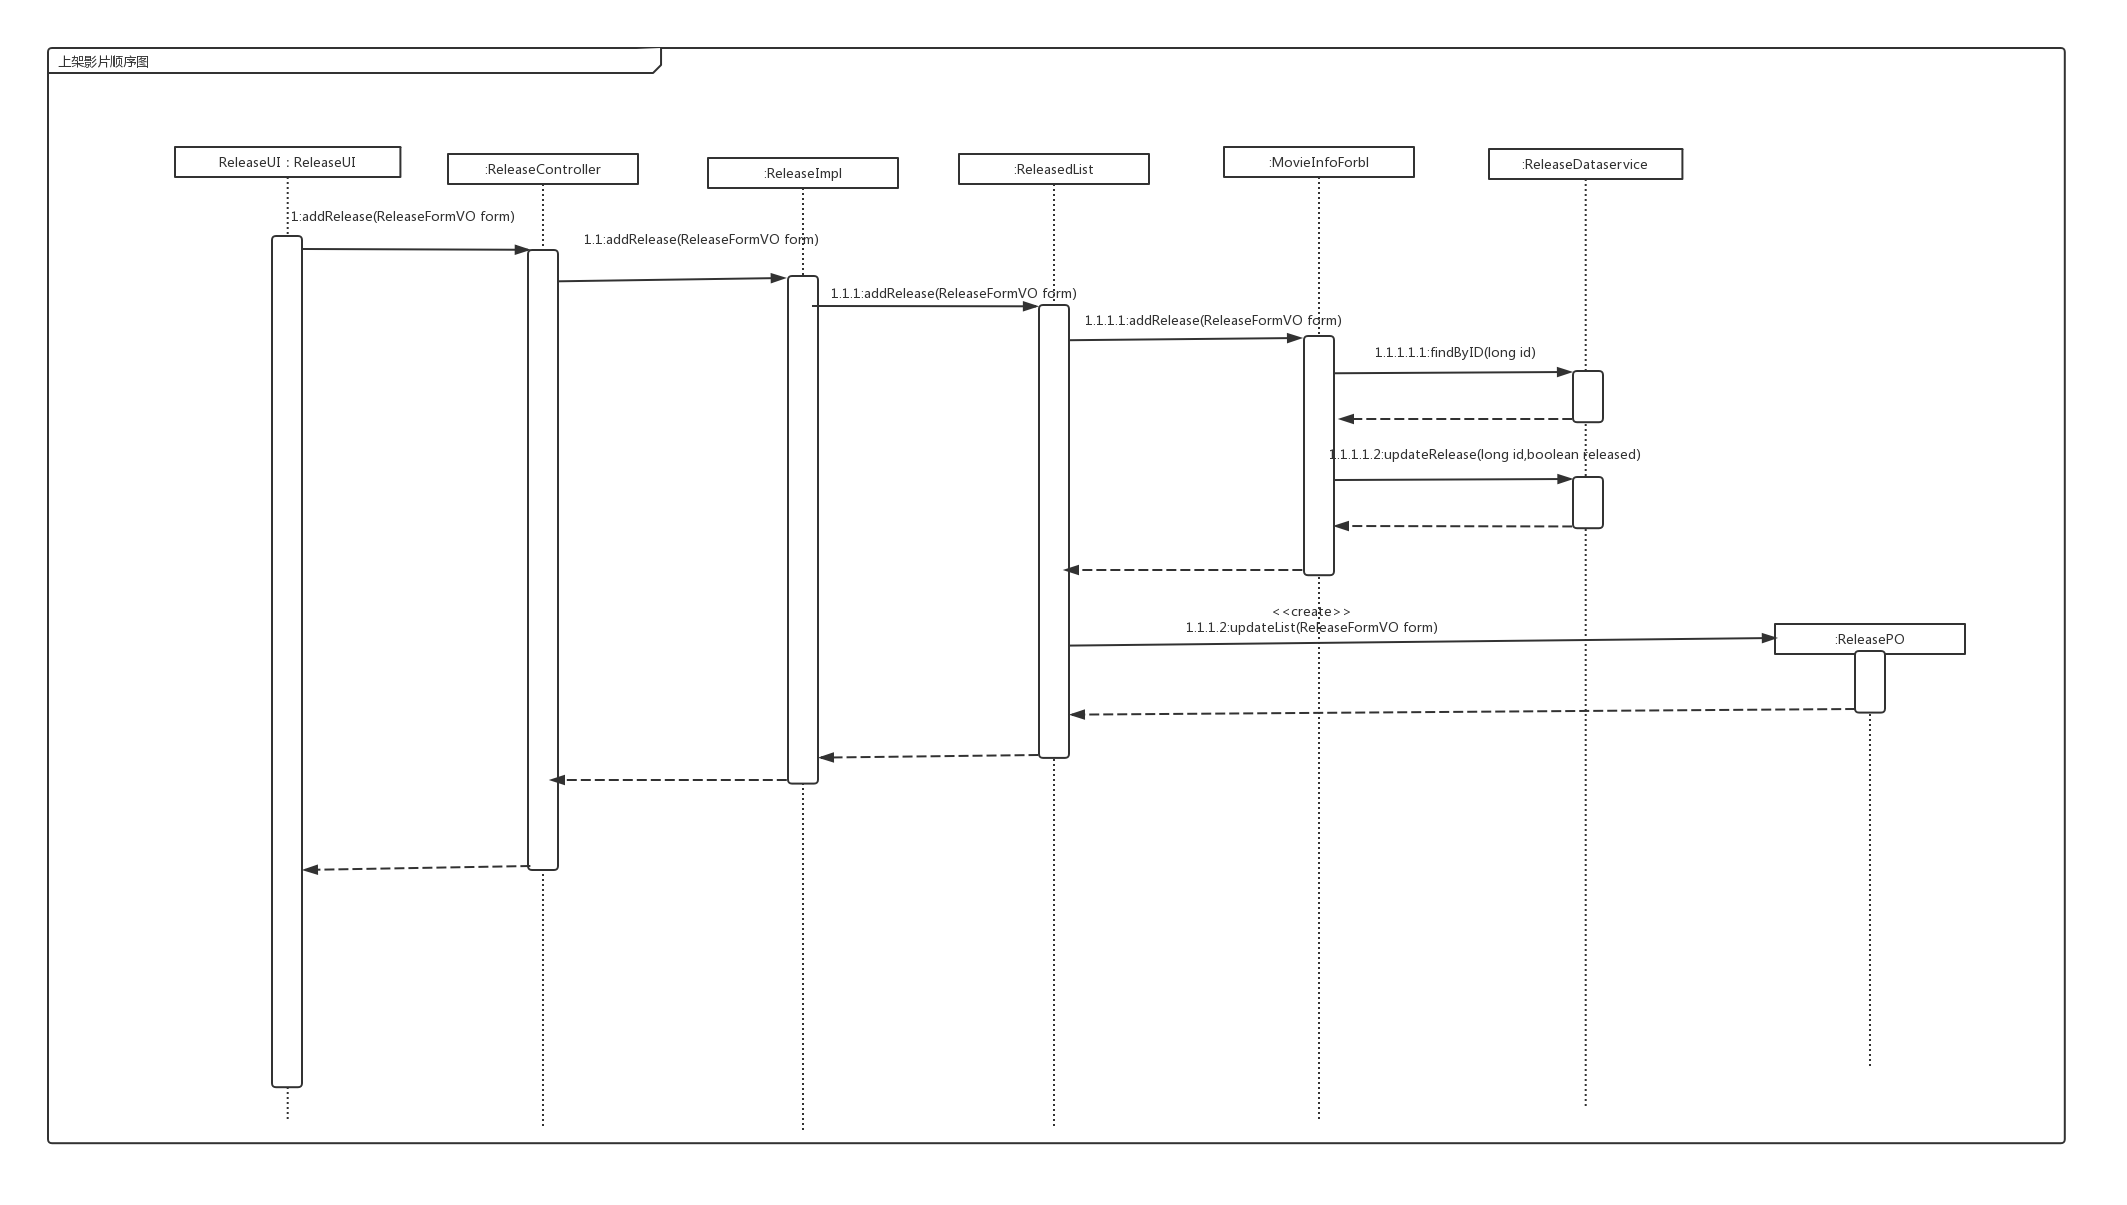 上架影片顺序图
ReleaseUI : ReleaseUI
:ReleaseController
:ReleaseImpl
:ReleasedList
:MovieInfoForbl
:ReleaseDataservice
1:addRelease(ReleaseFormVO form)
1.1:addRelease(ReleaseFormVO form)
1.1.1:addRelease(ReleaseFormVO form)
1.1.1.1:addRelease(ReleaseFormVO form)
1.1.1.1.1:findByID(long id)
1.1.1.1.2:updateRelease(long id,boolean released)
<<create>>
1.1.1.2:updateList(ReleaseFormVO form)
:ReleasePO